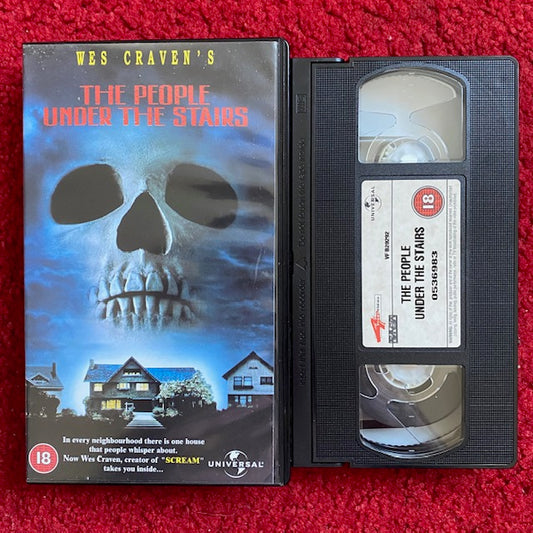 WES CRAVEN'S
THE PEOPLE
UNDER THE STAIRS
In every neighbourhood there is one house
that people whisper about.
Now Wes Craven, creator of "SCREAM"
takes you inside...
18
UNIVERSAL
18
UNIVERSAL
THE PEOPLE
UNDER THE STAIRS
0536983